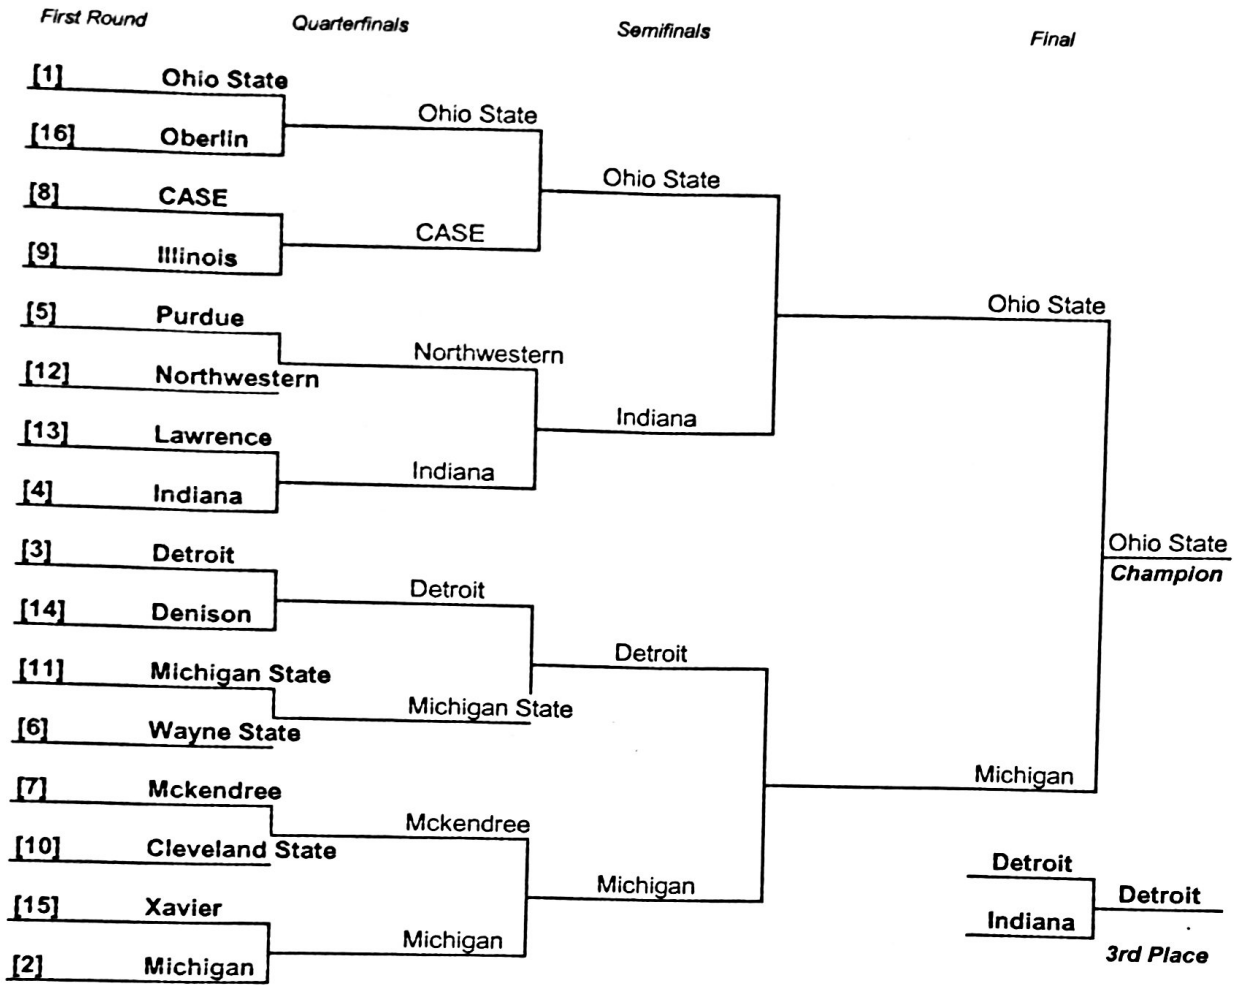 First Round Quarterfinals Semifinals Final
[1] Ohio State
Ohio State
[16] Oberlin
Ohio State
[8] CASE
CASE
[9] Illinois
Ohio State
[5] Purdue
Northwestern
[12] Northwestern
Indiana
[13] Lawrence
Indiana
[4] Indiana
Ohio State
Champion
[3] Detroit
Detroit
[14] Denison
Detroit
[11] Michigan State
Michigan State
[6] Wayne State
Michigan
[7] Mckendree
Mckendree
[10] Cleveland State
Michigan
[15] Xavier
Michigan
[2] Michigan
Detroit
Detroit
Indiana
3rd Place